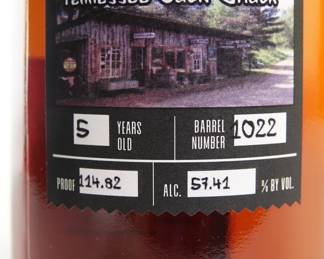 5 YEARS OLD BARREL NUMBER 1022
PROOF 114.82 ALC. 57.41 % BY VOL.